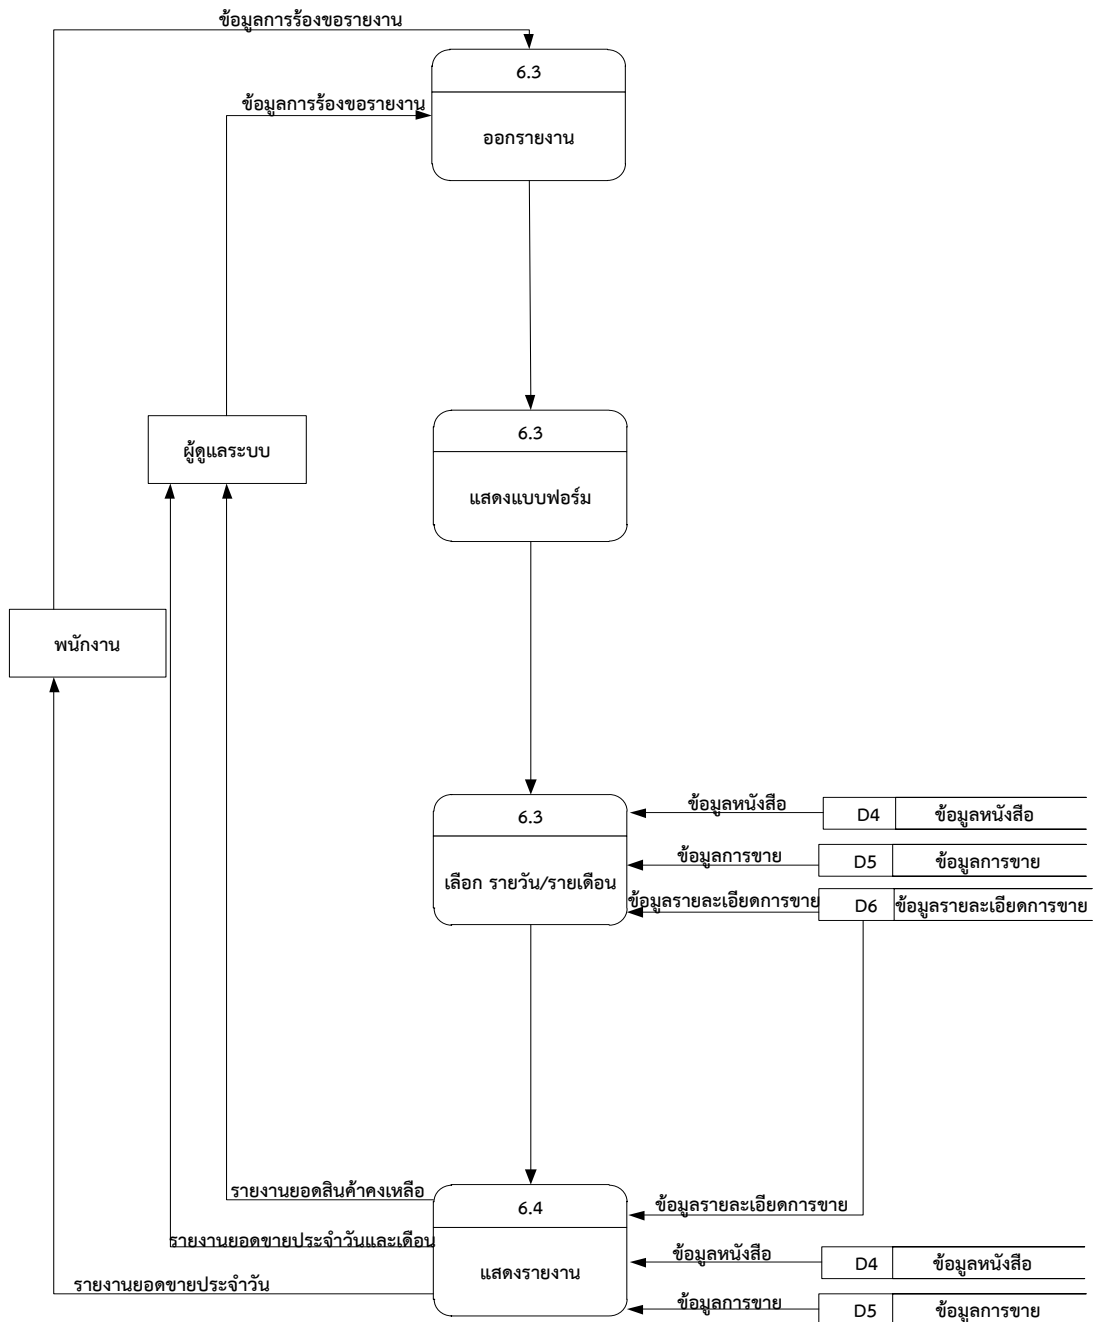 ข้อมูลการร้องขอรายงาน
6.3
ข้อมูลการร้องขอรายงาน
ออกรายงาน
6.3
ผู้ดูแลระบบ
แสดงแบบฟอร์ม
พนักงาน
6.3
ข้อมูลหนังสือ
D4
ข้อมูลหนังสือ
ข้อมูลการขาย
D5
ข้อมูลการขาย
เลือก รายวัน/รายเดือน
ข้อมูลรายละเอียดการขาย
D6
ข้อมูลรายละเอียดการขาย
รายงานยอดสินค้าคงเหลือ
6.4
ข้อมูลรายละเอียดการขาย
รายงานยอดขายประจำวันและเดือน
ข้อมูลหนังสือ
D4
ข้อมูลหนังสือ
แสดงรายงาน
รายงานยอดขายประจำวัน
ข้อมูลการขาย
D5
ข้อมูลการขาย